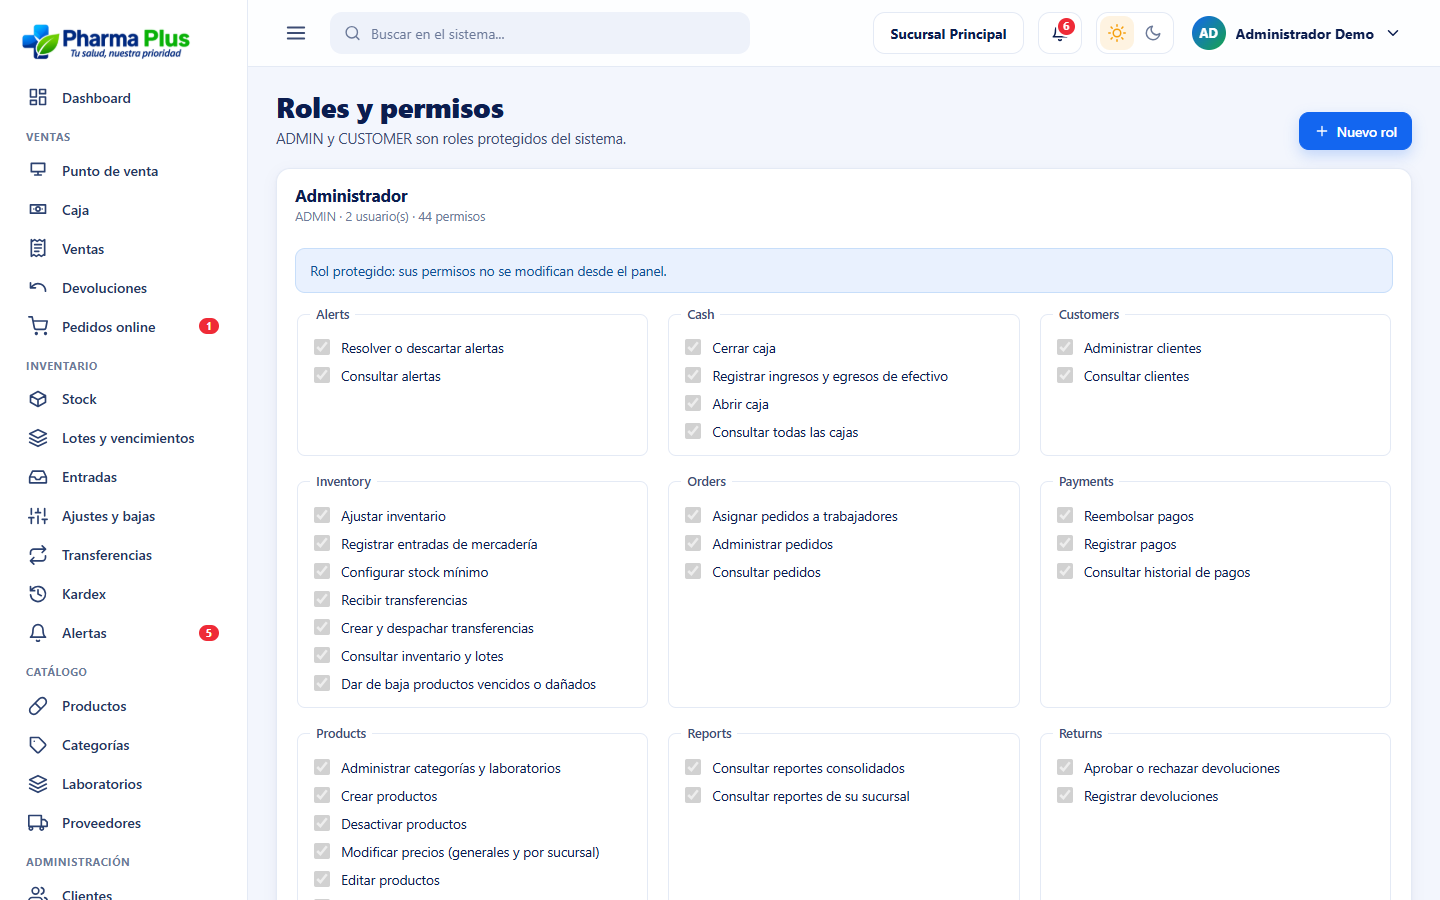 Pharma Plus
Tu salud, nuestra prioridad
Dashboard
VENTAS
Punto de venta
Caja
Ventas
Devoluciones
Pedidos online
1
INVENTARIO
Stock
Lotes y vencimientos
Entradas
Ajustes y bajas
Transferencias
Kardex
Alertas
5
CATÁLOGO
Productos
Categorías
Laboratorios
Proveedores
ADMINISTRACIÓN
Clientes
Buscar en el sistema...
Sucursal Principal
6
AD
Administrador Demo
Roles y permisos
ADMIN y CUSTOMER son roles protegidos del sistema.
Nuevo rol
Administrador
ADMIN · 2 usuario(s) · 44 permisos
Rol protegido: sus permisos no se modifican desde el panel.
Alerts
Resolver o descartar alertas
Consultar alertas
Cash
Cerrar caja
Registrar ingresos y egresos de efectivo
Abrir caja
Consultar todas las cajas
Customers
Administrar clientes
Consultar clientes
Inventory
Ajustar inventario
Registrar entradas de mercadería
Configurar stock mínimo
Recibir transferencias
Crear y despachar transferencias
Consultar inventario y lotes
Dar de baja productos vencidos o dañados
Orders
Asignar pedidos a trabajadores
Administrar pedidos
Consultar pedidos
Payments
Reembolsar pagos
Registrar pagos
Consultar historial de pagos
Products
Administrar categorías y laboratorios
Crear productos
Desactivar productos
Modificar precios (generales y por sucursal)
Editar productos
Reports
Consultar reportes consolidados
Consultar reportes de su sucursal
Returns
Aprobar o rechazar devoluciones
Registrar devoluciones